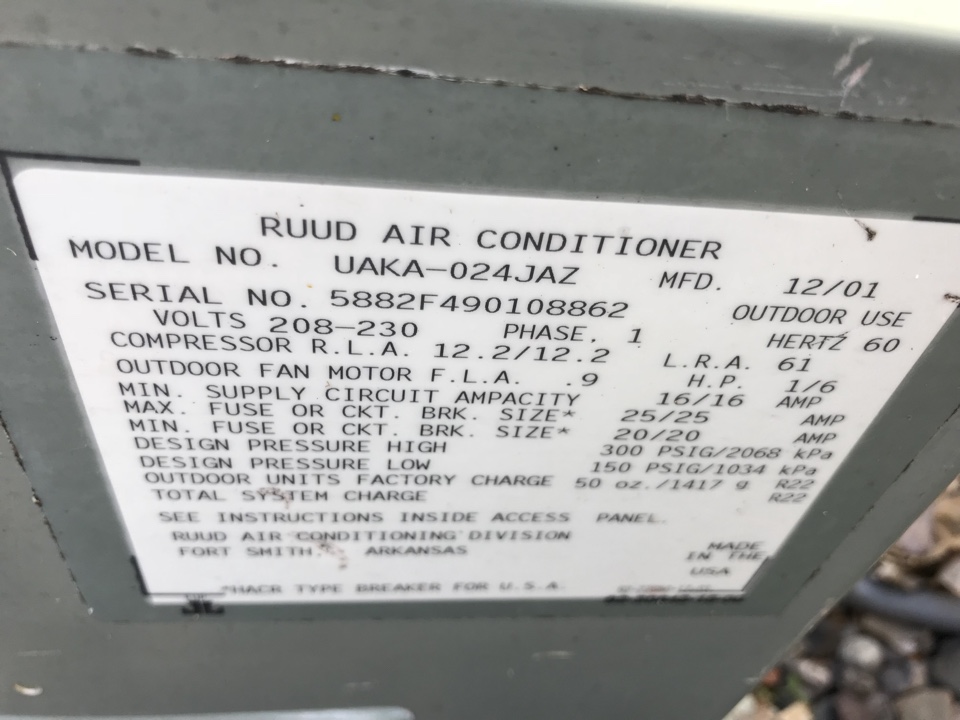 RUUD AIR CONDITIONER
MODEL NO. UAKA-024JAZ MFD. 12/01
SERIAL NO. 5882F490108862 OUTDOOR USE
VOLTS 208-230 PHASE. 1 HERTZ 60
COMPRESSOR R.L.A. 12.2/12.2 L.R.A. 61
OUTDOOR FAN MOTOR F.L.A. .9 H.P. 1/6
MIN. SUPPLY CIRCUIT AMPACITY 16/16 AMP
MAX. FUSE OR CKT. BRK. SIZE* 25/25 AMP
MIN. FUSE OR CKT. BRK. SIZE* 20/20 AMP
DESIGN PRESSURE HIGH 300 PSIG/2068 kPa
DESIGN PRESSURE LOW 150 PSIG/1034 kPa
OUTDOOR UNITS FACTORY CHARGE 50 oz./1417 g R22
TOTAL SYSTEM CHARGE R22
SEE INSTRUCTIONS INSIDE ACCESS PANEL.
RUUD AIR CONDITIONING DIVISION
FORT SMITH ARKANSAS
MADE
IN THE
USA
*HACR TYPE BREAKER FOR U.S.A.